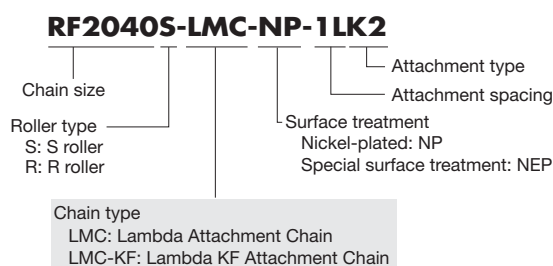 RF2040S-LMC-NP-1LK2
Attachment type
Chain size
Attachment spacing
Roller type
S: S roller
R: R roller
Surface treatment
Nickel-plated: NP
Special surface treatment: NEP
Chain type
LMC: Lambda Attachment Chain
LMC-KF: Lambda KF Attachment Chain